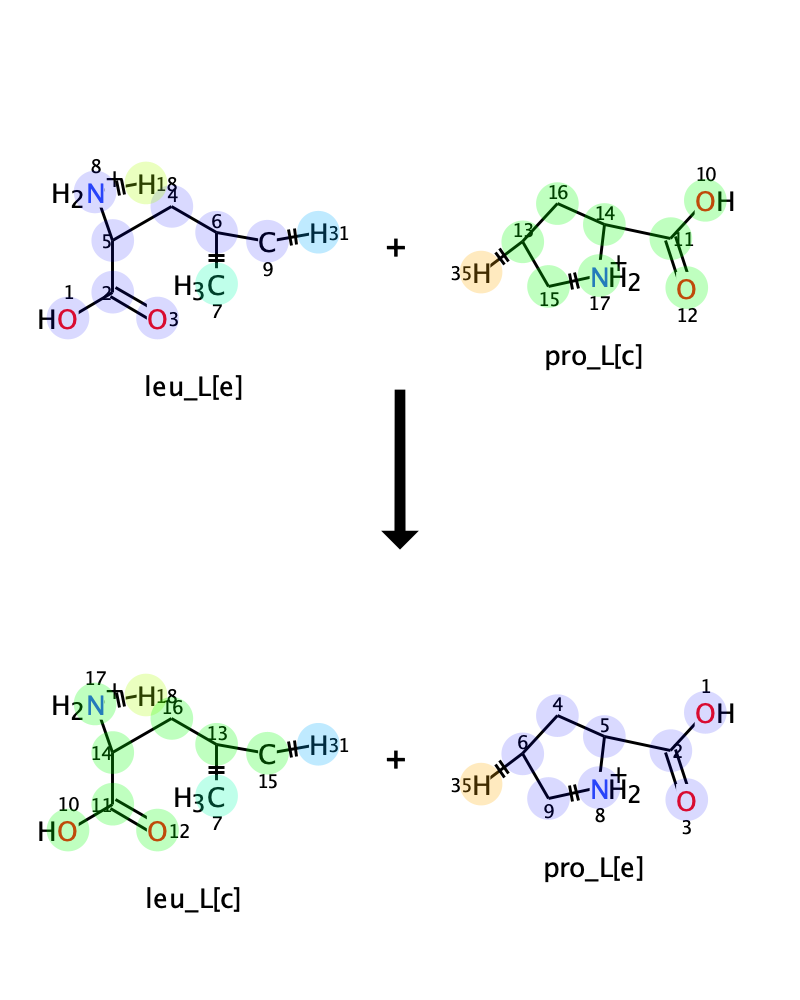 8
H2N+ H18
4
5
6
C H31
9
H3C
7
1
HO
2
O3
leu_L[e]
+
16
14
10
OH
11
13
35H
15
+
NH2
17
O
12
pro_L[c]
17
H2N+ H18
16
14
13
C H31
15
H3C
7
10
HO
11
O12
leu_L[c]
+
4
5
1
OH
2
6
35H
9
+
NH2
8
O
3
pro_L[e]